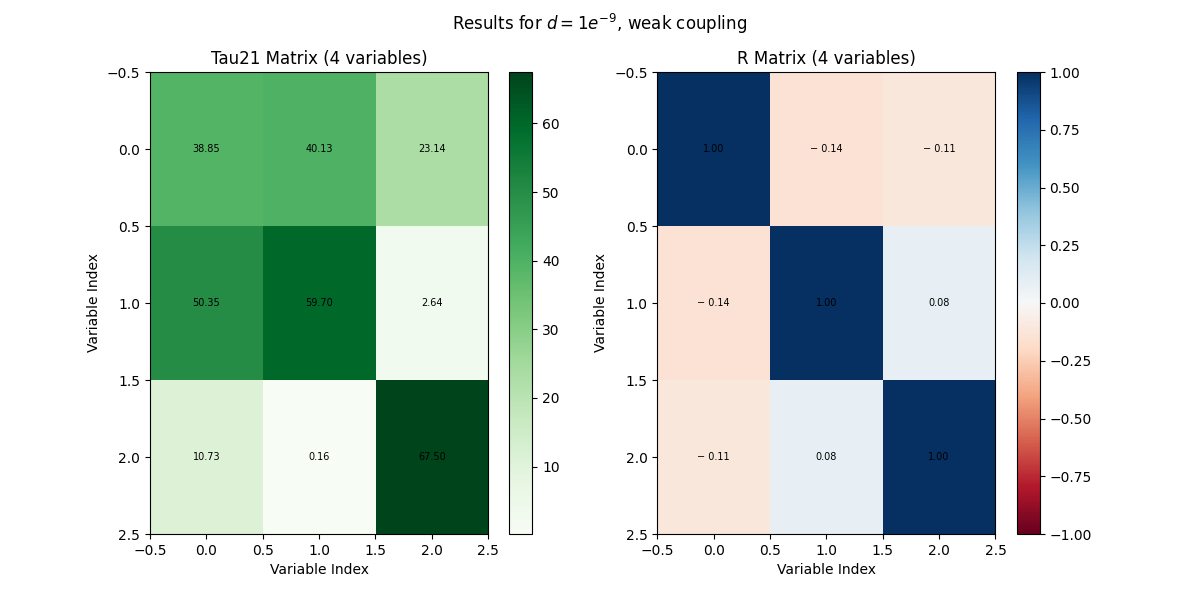 Results for d = 1e⁻⁹, weak coupling
Tau21 Matrix (4 variables)
−0.5
0.0
0.5
1.0
1.5
2.0
2.5
Variable Index
38.85 40.13 23.14
50.35 59.70 2.64
10.73 0.16 67.50
−0.5 0.0 0.5 1.0 1.5 2.0 2.5
Variable Index
60
50
40
30
20
10
R Matrix (4 variables)
−0.5
0.0
0.5
1.0
1.5
2.0
2.5
Variable Index
1.00 − 0.14 − 0.11
− 0.14 1.00 0.08
− 0.11 0.08 1.00
−0.5 0.0 0.5 1.0 1.5 2.0 2.5
Variable Index
1.00
0.75
0.50
0.25
0.00
−0.25
−0.50
−0.75
−1.00